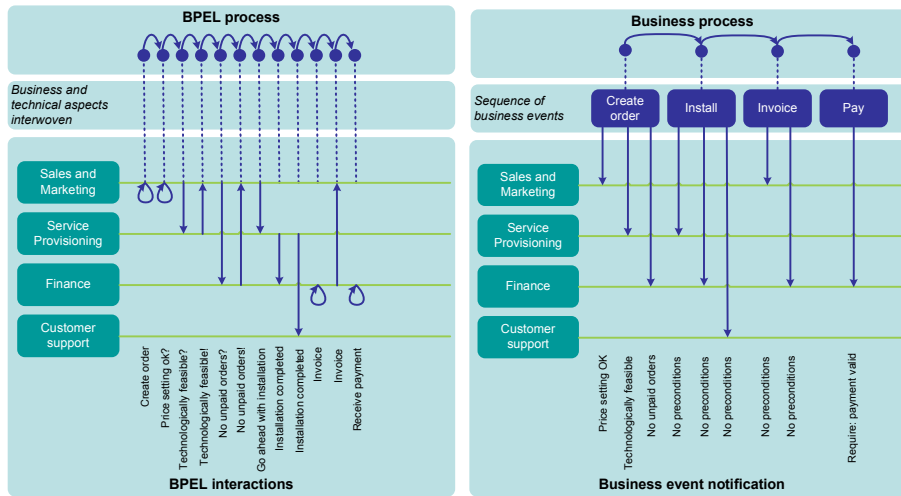 BPEL process
Business and
technical aspects
interwoven
Sales and
Marketing
Service
Provisioning
Finance
Customer
support
Create order
Price setting ok?
Technologically feasible?
Technologically feasible!
No unpaid orders?
No unpaid orders!
Go ahead with installation
Installation completed
Installation completed
Invoice
Invoice
Receive payment
BPEL interactions
Business process
Sequence of
business events
Create
order
Install
Invoice
Pay
Sales and
Marketing
Service
Provisioning
Finance
Customer
support
Price setting OK
Technologically feasible
No unpaid orders
No preconditions
No preconditions
No preconditions
No preconditions
No preconditions
Require: payment valid
Business event notification